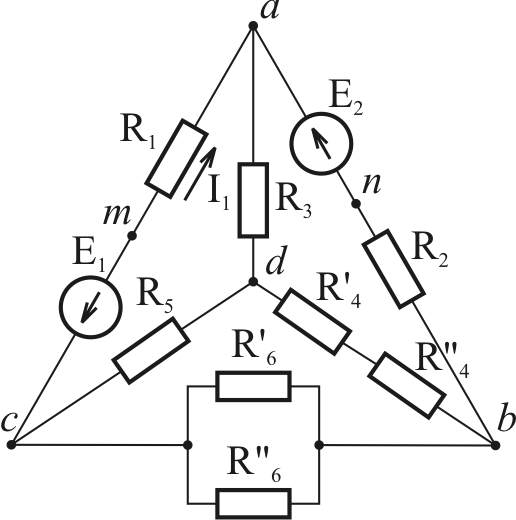 a
E₂
R₁
I₁
R₃
n
m
E₁
R₂
d
R₅
R'₄
R'₆
R"₄
c
b
R"₆